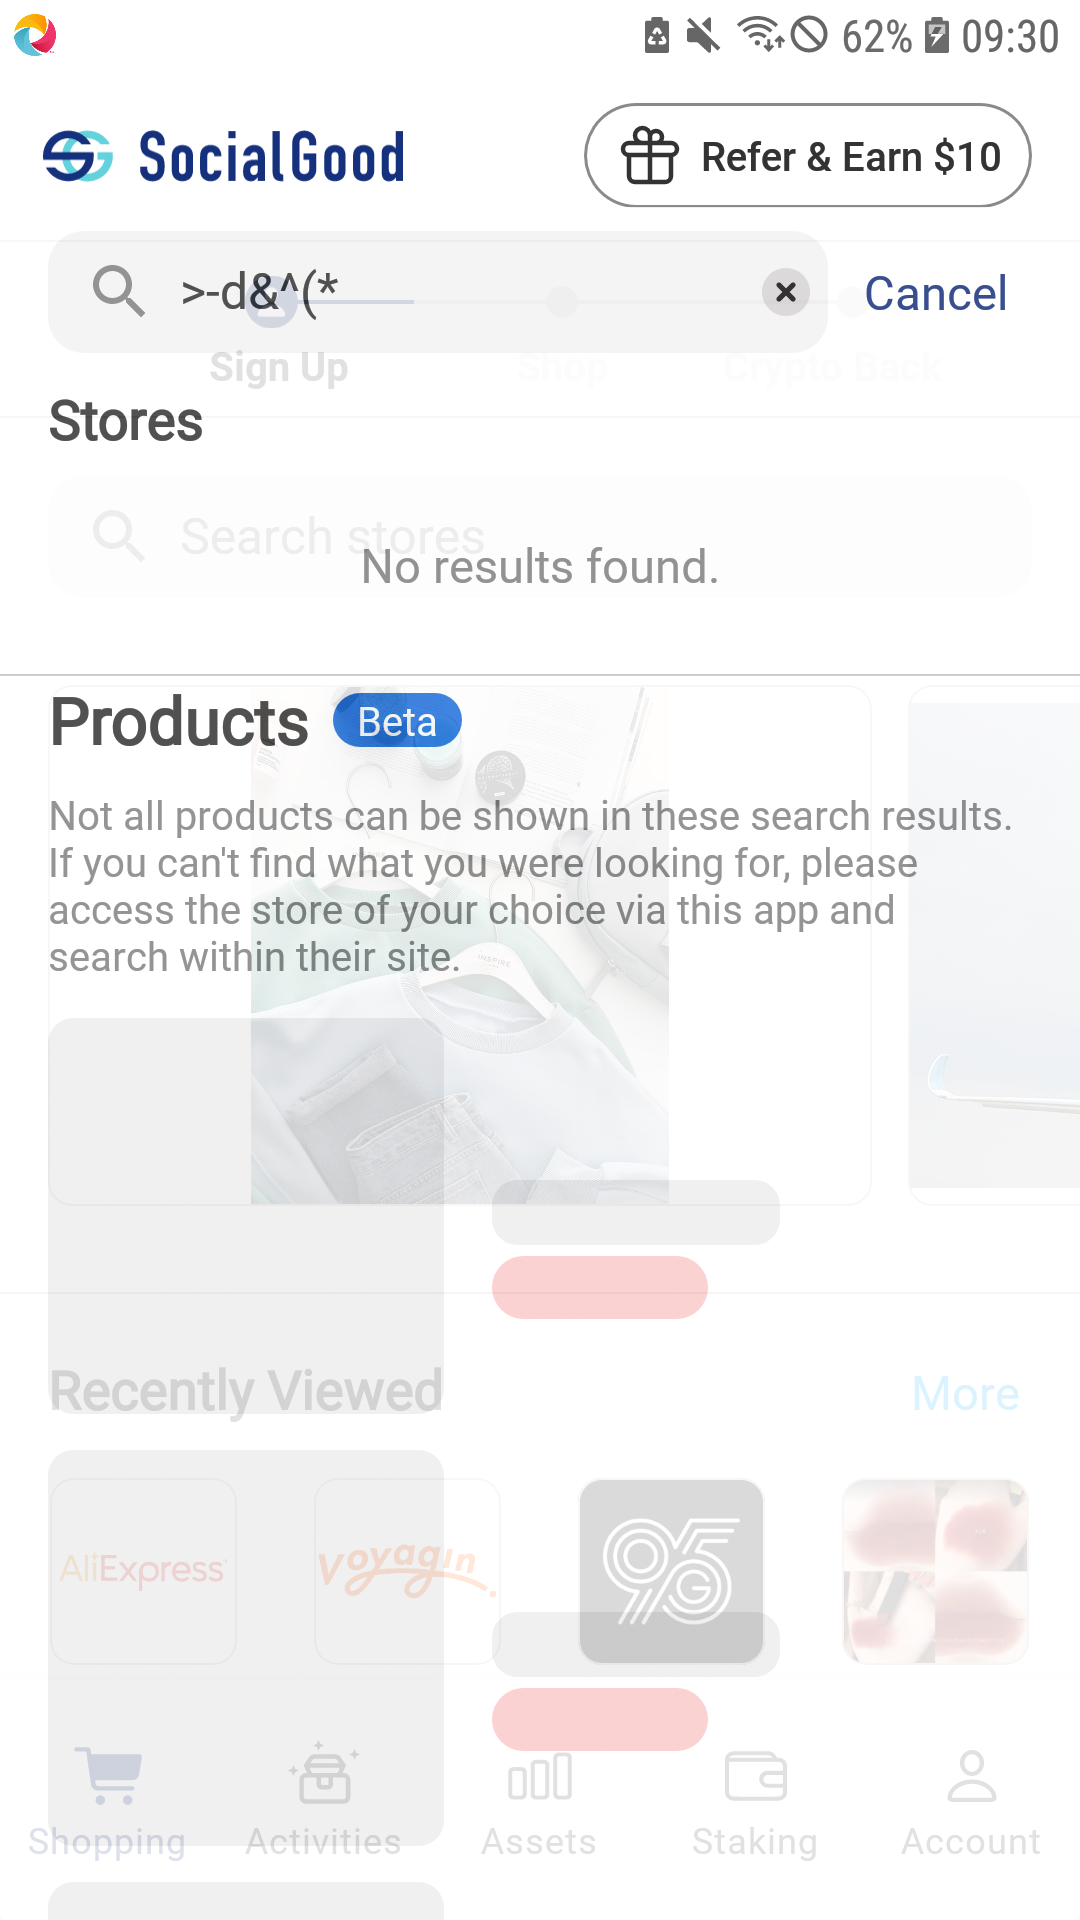 62% 09:30
SocialGood
Refer & Earn $10
>-d&^(*
Cancel
Sign Up
Shop
Crypto Back
Stores
Search stores
No results found.
Products Beta
Not all products can be shown in these search results.
If you can't find what you were looking for, please
access the store of your choice via this app and
search within their site.
INSPIRE
Recently Viewed
More
AliExpress
voyagin
95
Shopping
Activities
Assets
Staking
Account